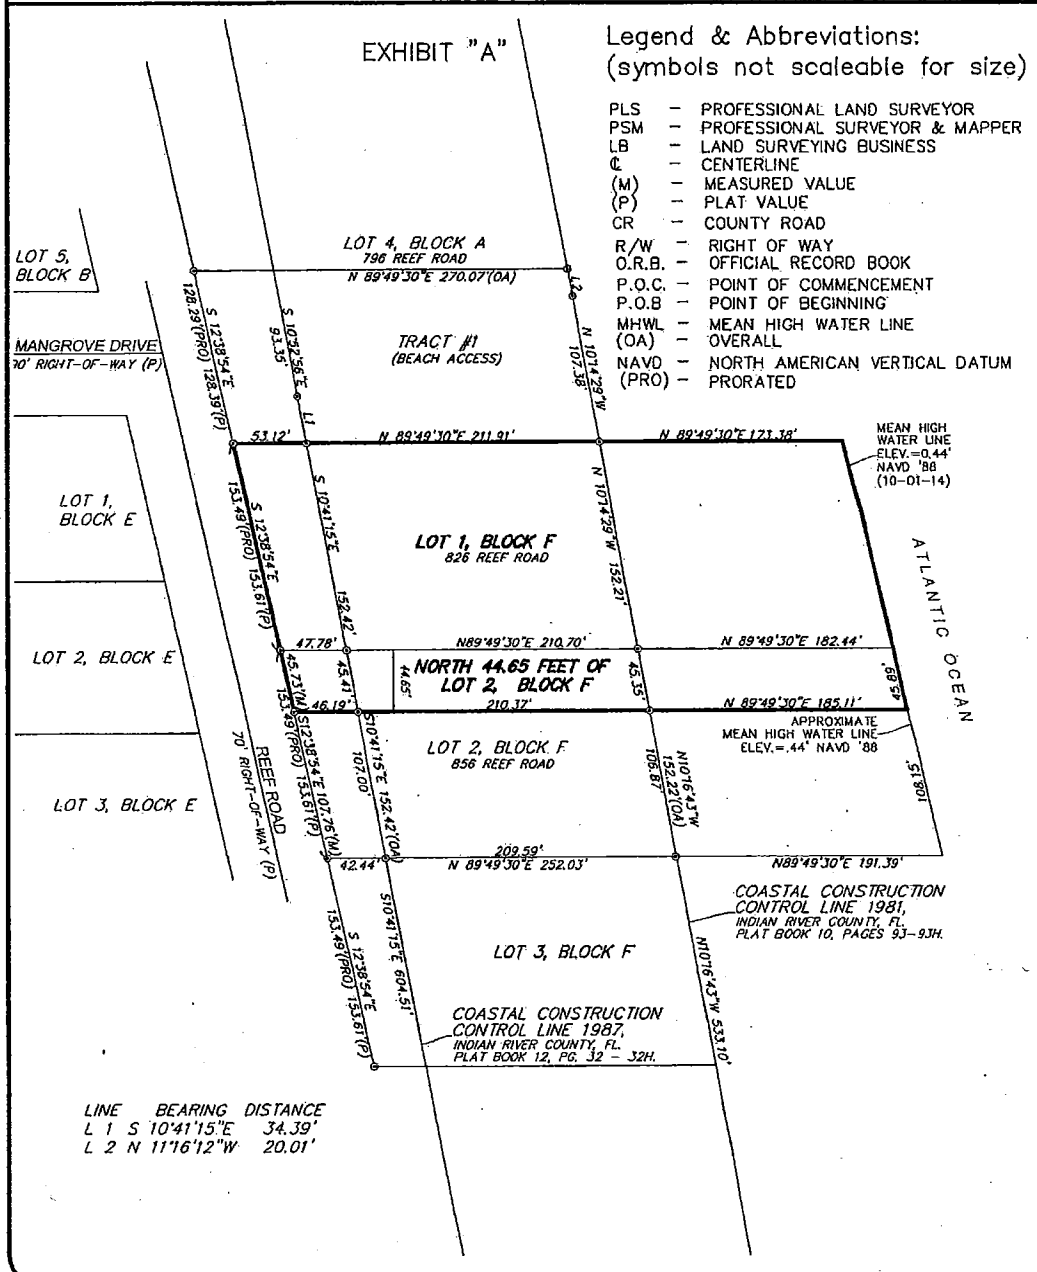 EXHIBIT "A"
Legend & Abbreviations:
(symbols not scaleable for size)
PLS - PROFESSIONAL LAND SURVEYOR
PSM - PROFESSIONAL SURVEYOR & MAPPER
LB - LAND SURVEYING BUSINESS
℄ - CENTERLINE
(M) - MEASURED VALUE
(P) - PLAT VALUE
CR - COUNTY ROAD
R/W - RIGHT OF WAY
O.R.B. - OFFICIAL RECORD BOOK
P.O.C. - POINT OF COMMENCEMENT
P.O.B - POINT OF BEGINNING
MHWL - MEAN HIGH WATER LINE
(OA) - OVERALL
NAVD - NORTH AMERICAN VERTICAL DATUM
(PRO) - PRORATED
LOT 5,
BLOCK B
LOT 4, BLOCK A
796 REEF ROAD
N 89°49'30"E 270.07'(OA)
L2
S 12°38'54"E
128.29'(PRO) 128.39'(P)
S 10°52'56"E
93.35'
TRACT #1
(BEACH ACCESS)
N 10°14'29"W
107.38'
MANGROVE DRIVE
70' RIGHT-OF-WAY (P)
L1
53.12'
N 89°49'30"E 211.91'
N 89°49'30"E 173.38'
MEAN HIGH
WATER LINE
ELEV.=0.44'
NAVD '88
(10-01-14)
LOT 1,
BLOCK E
S 12°38'54"E
153.49'(PRO) 153.61'(P)
S 10°41'15"E
152.42'
LOT 1, BLOCK F
826 REEF ROAD
N 10°14'29"W 152.21'
ATLANTIC OCEAN
LOT 2, BLOCK E
47.78'
N89°49'30"E 210.70'
N 89°49'30"E 182.44'
45.73'(M)
45.41'
44.65'
NORTH 44.65 FEET OF
LOT 2, BLOCK F
45.35'
45.89'
46.19'
210.37'
N 89°49'30"E 185.11'
APPROXIMATE
MEAN HIGH WATER LINE
ELEV.=.44' NAVD '88
LOT 2, BLOCK F
856 REEF ROAD
S12°38'54"E 107.76'(M)
153.49'(PRO) 153.61'(P)
S10°41'15"E 152.42'(OA)
107.00'
106.87'
N10°16'43"W
152.22'(OA)
108.15'
REEF ROAD
70' RIGHT-OF-WAY (P)
LOT 3, BLOCK E
42.44'
209.59'
N 89°49'30"E 252.03'
N89°49'30"E 191.39'
COASTAL CONSTRUCTION
CONTROL LINE 1981,
INDIAN RIVER COUNTY, FL.
PLAT BOOK 10, PAGES 93-93H.
S 12°38'54"E
153.49'(PRO) 153.61'(P)
S10°41'15"E 604.51'
LOT 3, BLOCK F
N10°16'43"W 533.10'
COASTAL CONSTRUCTION
CONTROL LINE 1987,
INDIAN RIVER COUNTY, FL.
PLAT BOOK 12, PG. 32 - 32H.
LINE BEARING DISTANCE
L 1 S 10°41'15"E 34.39'
L 2 N 11°16'12"W 20.01'